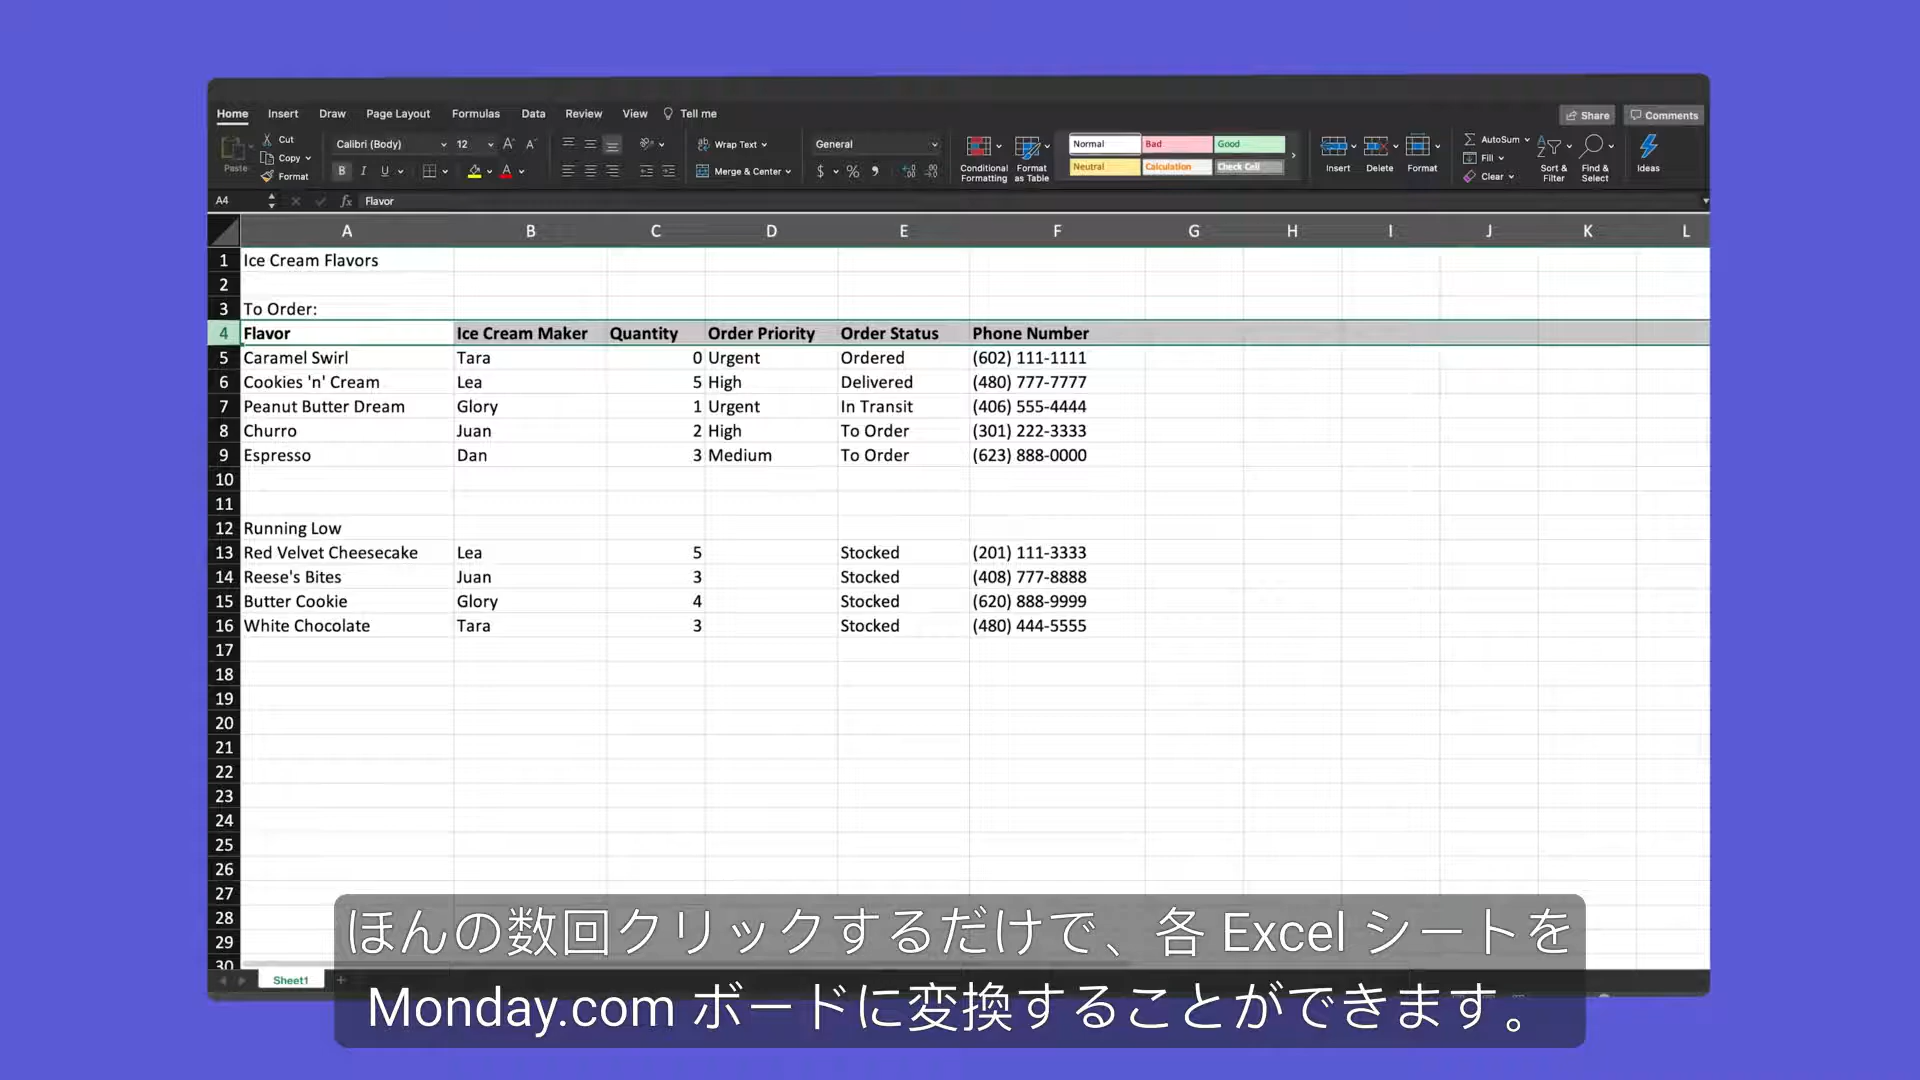 Home Insert Draw Page Layout Formulas Data Review View Tell me Share Comments
Cut Calibri (Body) 12 A A Wrap Text General Normal Bad Good AutoSum
Paste Copy Conditional Formatting Format as Table Insert Delete Format Fill Sort & Filter Find & Select Ideas
Format B I U A Merge & Center $ % Neutral Calculation Check Cell Clear
A4 fx Flavor
A B C D E F G H I J K L
1 Ice Cream Flavors
2
3 To Order:
4 Flavor Ice Cream Maker Quantity Order Priority Order Status Phone Number
5 Caramel Swirl Tara 0 Urgent Ordered (602) 111-1111
6 Cookies 'n' Cream Lea 5 High Delivered (480) 777-7777
7 Peanut Butter Dream Glory 1 Urgent In Transit (406) 555-4444
8 Churro Juan 2 High To Order (301) 222-3333
9 Espresso Dan 3 Medium To Order (623) 888-0000
10
11
12 Running Low
13 Red Velvet Cheesecake Lea 5 Stocked (201) 111-3333
14 Reese's Bites Juan 3 Stocked (408) 777-8888
15 Butter Cookie Glory 4 Stocked (620) 888-9999
16 White Chocolate Tara 3 Stocked (480) 444-5555
17
18
19
20
21
22
23
24
25
26
27
28
29
30
Sheet1 +
ほんの数回クリックするだけで、各 Excel シートを
Monday.com ボードに変換することができます。